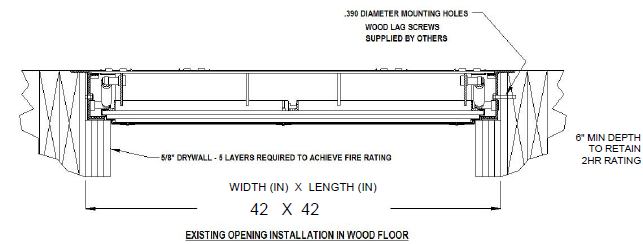 .390 DIAMETER MOUNTING HOLES
WOOD LAG SCREWS
SUPPLIED BY OTHERS
6" MIN DEPTH
TO RETAIN
2HR RATING
5/8" DRYWALL - 5 LAYERS REQUIRED TO ACHIEVE FIRE RATING
WIDTH (IN) X LENGTH (IN)
42 X 42
EXISTING OPENING INSTALLATION IN WOOD FLOOR